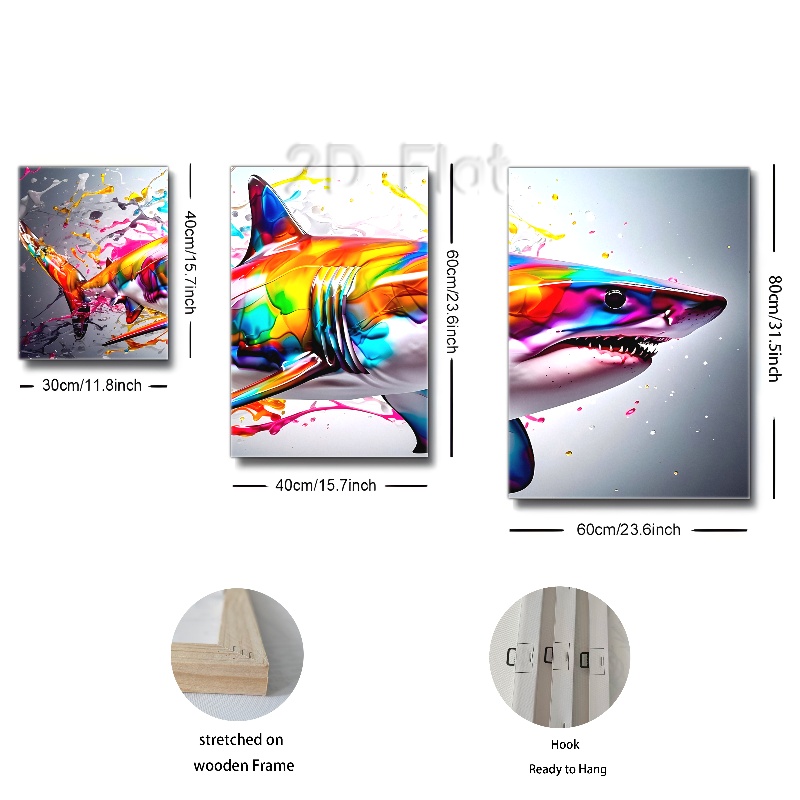 2D Flat
40cm/15.7inch
30cm/11.8inch
60cm/23.6inch
40cm/15.7inch
80cm/31.5inch
60cm/23.6inch
stretched on
wooden Frame
Hook
Ready to Hang